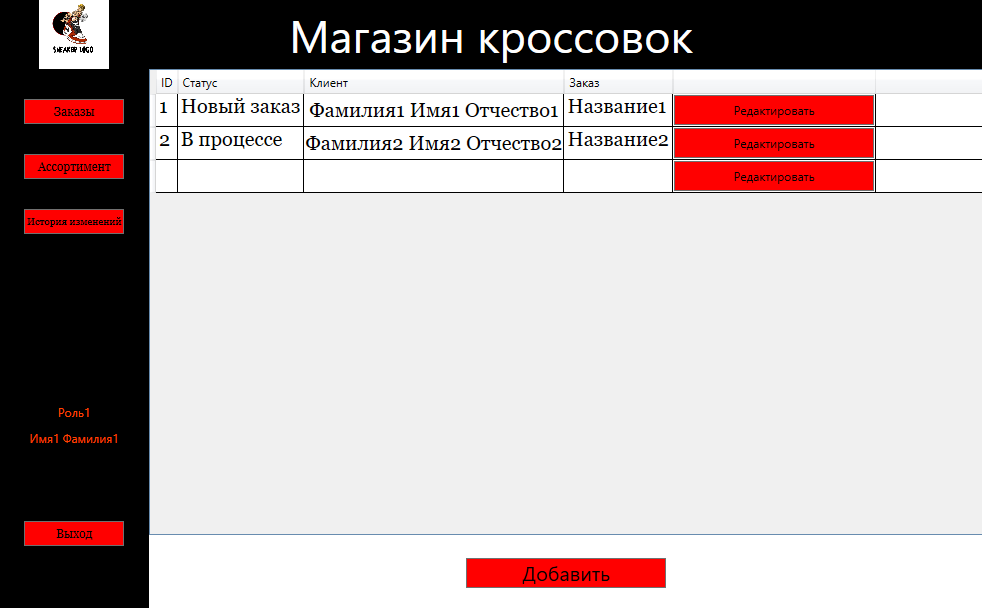 SNEAKER LOGO
Магазин кроссовок
ID Статус Клиент Заказ
1 Новый заказ Фамилия1 Имя1 Отчество1 Название1 Редактировать
2 В процессе Фамилия2 Имя2 Отчество2 Название2 Редактировать
Редактировать
Заказы
Ассортимент
История изменений
Роль1
Имя1 Фамилия1
Выход
Добавить